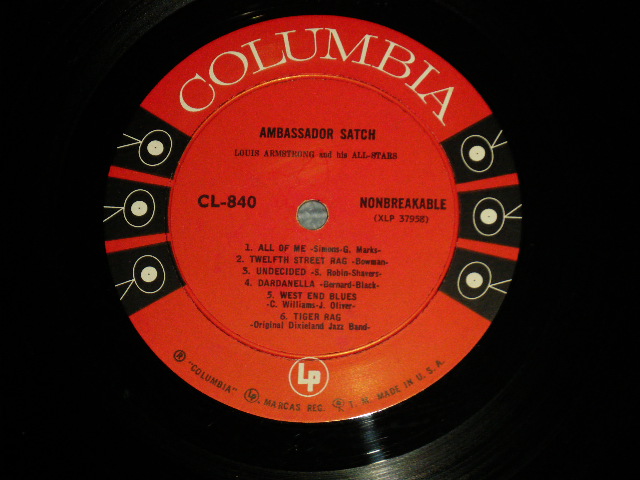 COLUMBIA
AMBASSADOR SATCH
LOUIS ARMSTRONG and his ALL-STARS
CL-840
NONBREAKABLE
(XLP 37958)
1. ALL OF ME -Simons-G. Marks-
2. TWELFTH STREET RAG -Bowman-
3. UNDECIDED -S. Robin-Shavers-
4. DARDANELLA -Bernard-Black-
5. WEST END BLUES
-C. Williams-J. Oliver-
6. TIGER RAG
-Original Dixieland Jazz Band-
LP
® "COLUMBIA" LP, MARCAS REG. ® T. M. MADE IN U. S. A.